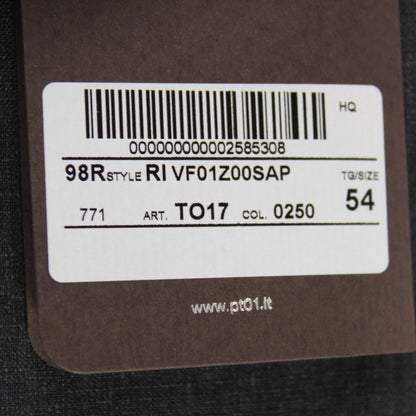 HQ
000000000002585308
98R STYLE RI VF01Z00SAP TG/SIZE
771 ART. TO17 COL. 0250 54
www.pt01.it